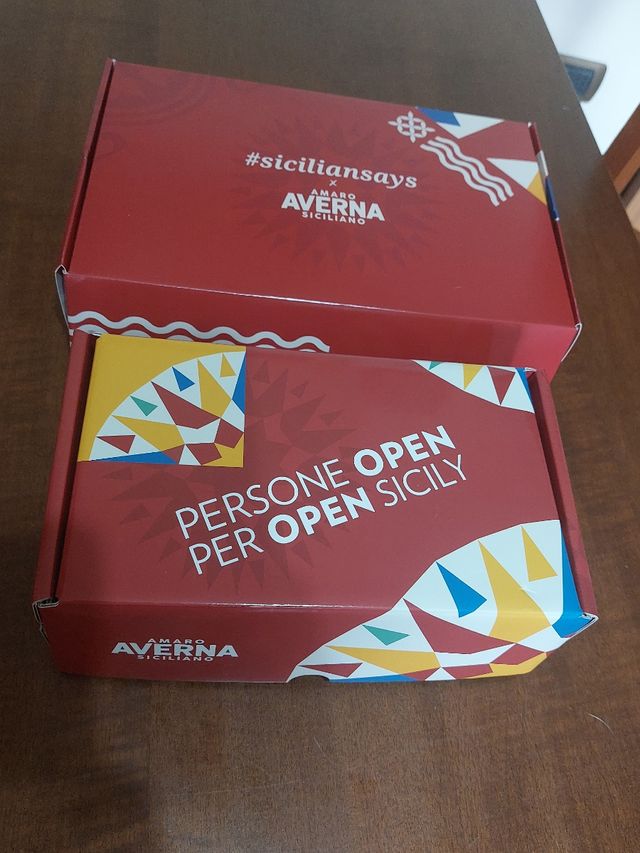 #siciliansays
x
AMARO
AVERNA
SICILIANO
PERSONE OPEN
PER OPEN SICILY
AMARO
AVERNA
SICILIANO